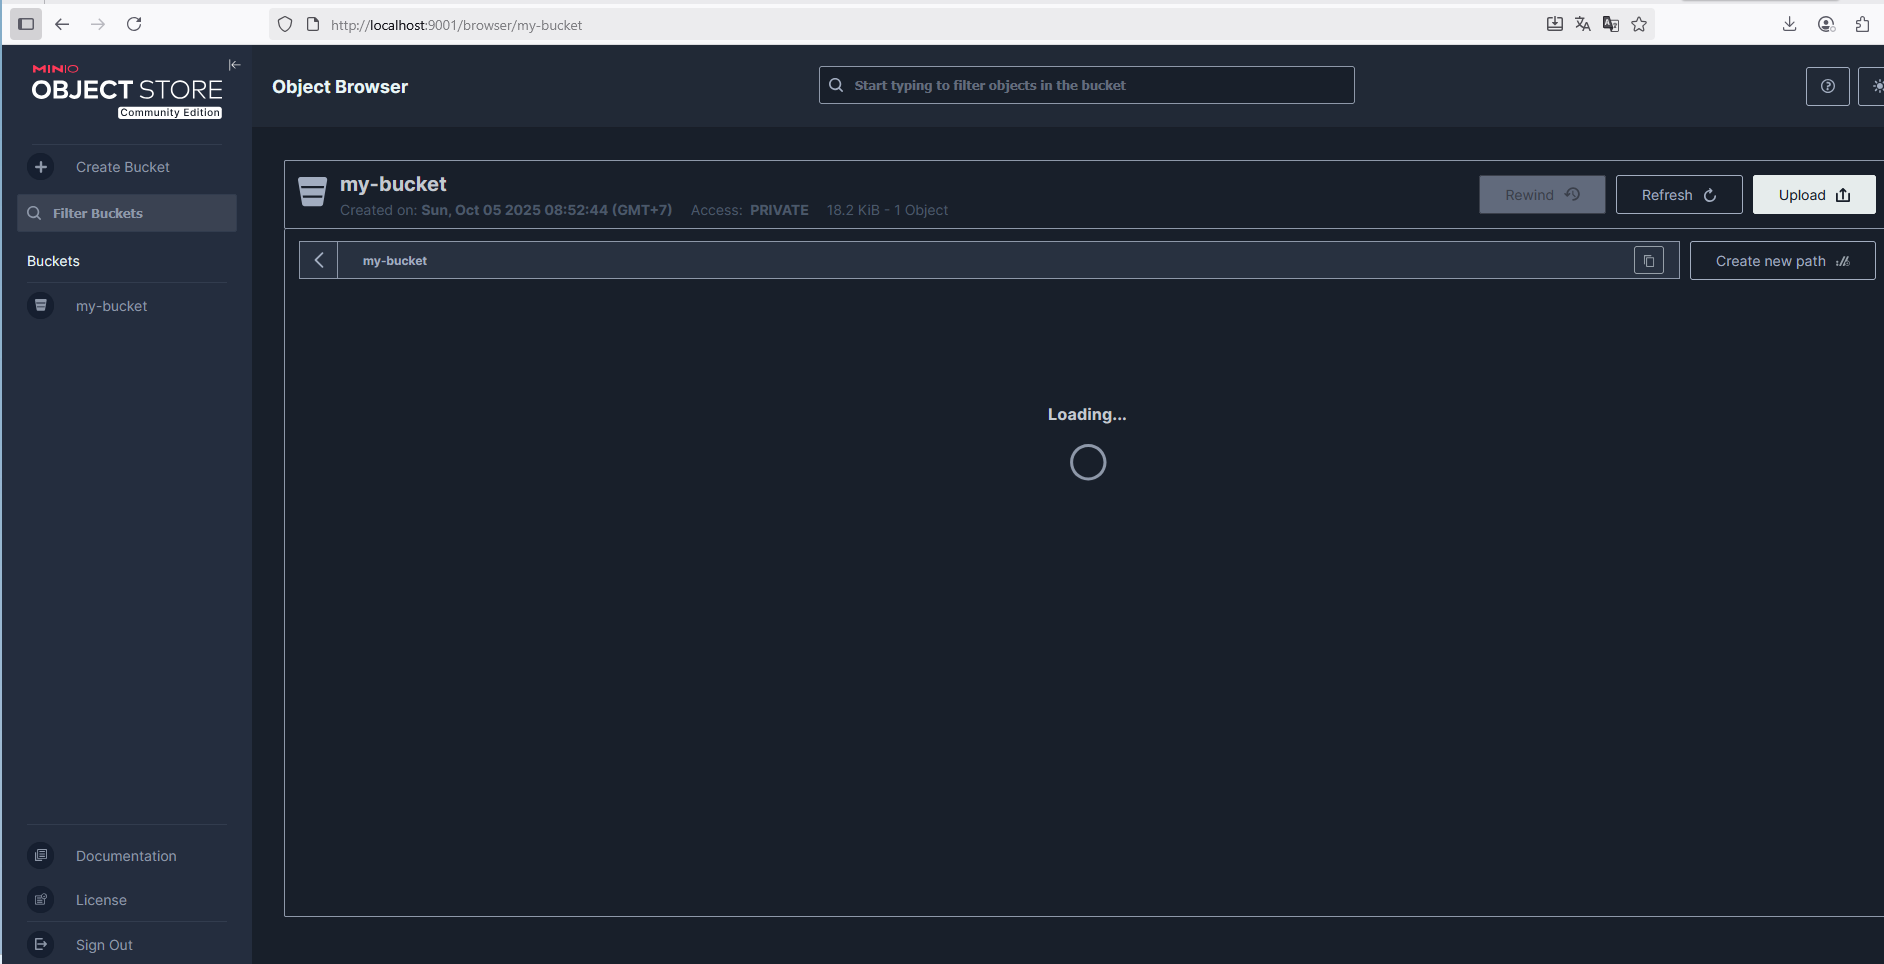 http://localhost:9001/browser/my-bucket
MINIO
OBJECT STORE
Community Edition
Create Bucket
Filter Buckets
Buckets
my-bucket
Documentation
License
Sign Out
Object Browser
Start typing to filter objects in the bucket
my-bucket
Created on: Sun, Oct 05 2025 08:52:44 (GMT+7) Access: PRIVATE 18.2 KiB - 1 Object
Rewind
Refresh
Upload
my-bucket
Create new path
Loading...